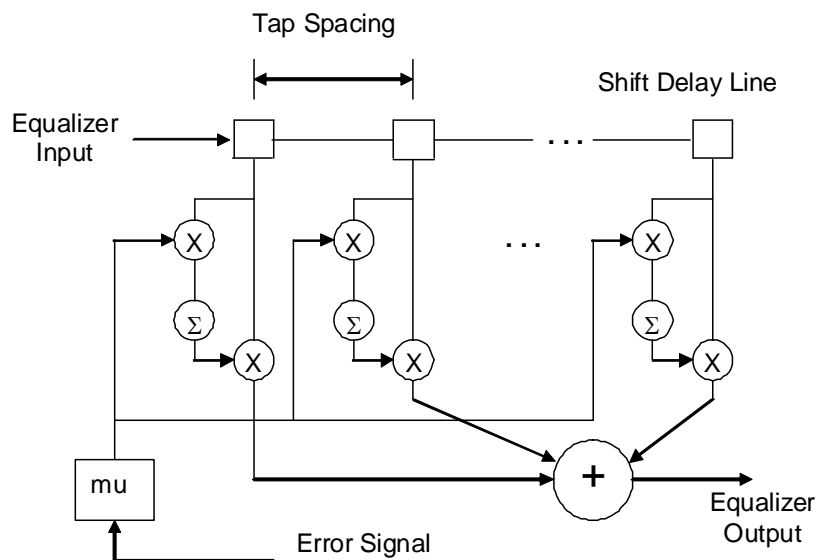 Tap Spacing
Shift Delay Line
Equalizer
Input
. . .
X
X
. . .
X
Σ
Σ
Σ
X
X
X
mu
+
Equalizer
Output
Error Signal